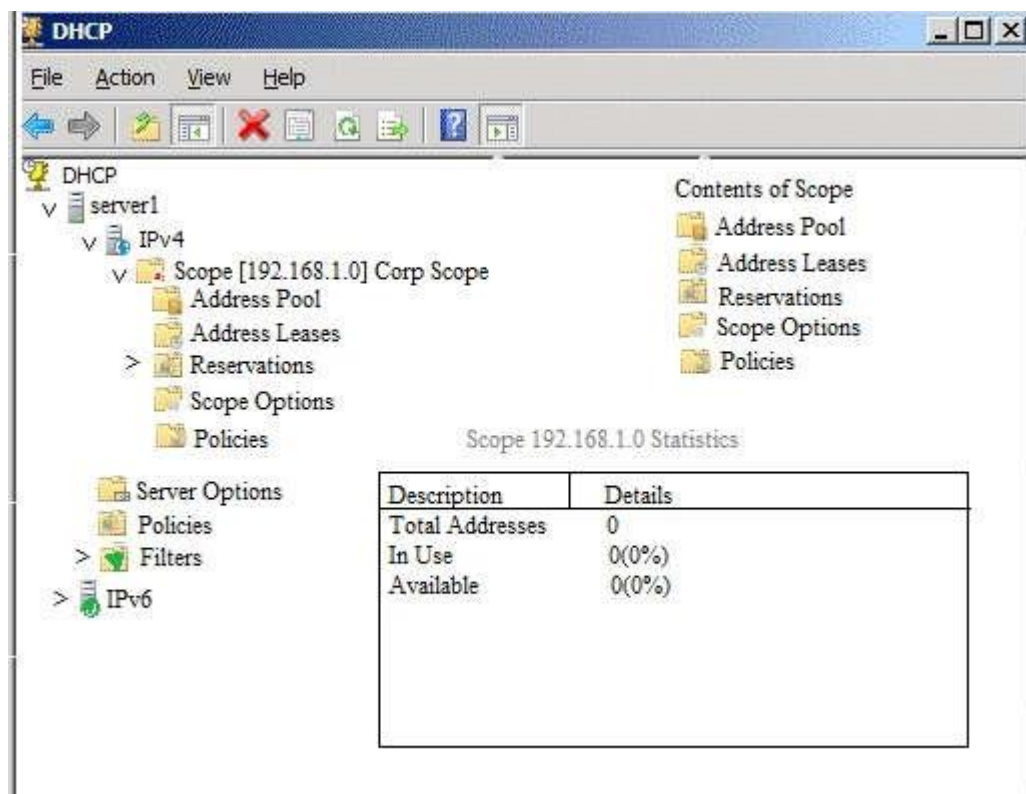 DHCP
File Action View Help
DHCP
server1
IPv4
Scope [192.168.1.0] Corp Scope
Address Pool
Address Leases
Reservations
Scope Options
Policies
Server Options
Policies
Filters
IPv6
Contents of Scope
Address Pool
Address Leases
Reservations
Scope Options
Policies
Scope 192.168.1.0 Statistics
Description Details
Total Addresses 0
In Use 0(0%)
Available 0(0%)